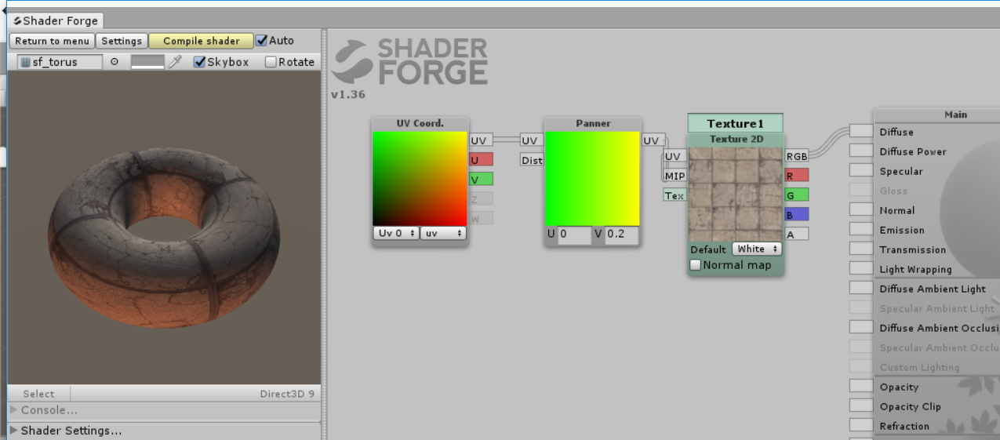 Shader Forge
Return to menu Settings Compile shader Auto
sf_torus Skybox Rotate
SHADER
FORGE
v1.36
UV Coord.
UV
U
V
Z
W
Uv 0 uv
Panner
UV UV
Dist
U 0 V 0.2
Texture1
Texture 2D
UV RGB
MIP R
Tex G
B
A
Default White
Normal map
Main
Diffuse
Diffuse Power
Specular
Gloss
Normal
Emission
Transmission
Light Wrapping
Diffuse Ambient Light
Specular Ambient Light
Diffuse Ambient Occlusi
Specular Ambient Occlu
Custom Lighting
Opacity
Opacity Clip
Refraction
Select Direct3D 9
Console...
Shader Settings...